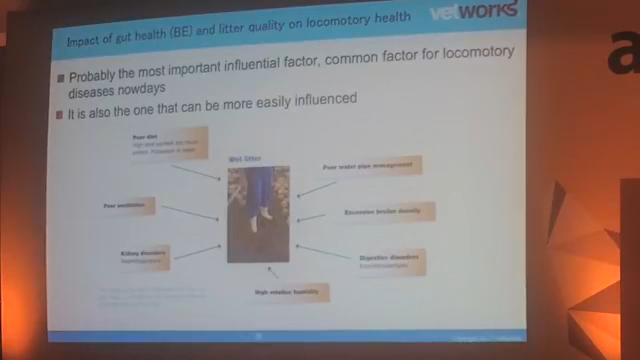 Impact of gut health (BE) and litter quality on locomotory health
vetworks
Probably the most important influential factor, common factor for locomotory
diseases nowdays
It is also the one that can be more easily influenced
Poor diet
Wet litter
Poor water pipe management
Poor ventilation
Excessive broiler density
Kidney disorders
Digestive disorders
High relative humidity
a